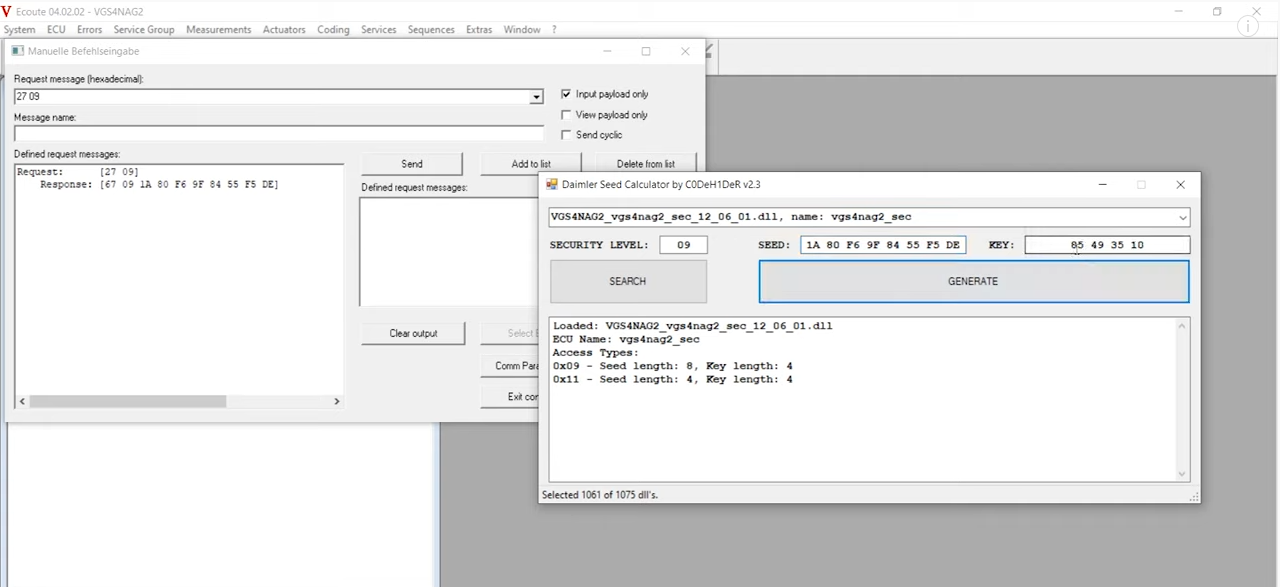 V Ecoute 04.02.02 - VGS4NAG2
System ECU Errors Service Group Measurements Actuators Coding Services Sequences Extras Window ?
Manuelle Befehlseingabe
Request message (hexadecimal):
27 09
Message name:
Input payload only
View payload only
Send cyclic
Defined request messages:
Request: [27 09]
Response: [67 09 1A 80 F6 9F 84 55 F5 DE]
Send Add to list Delete from list
Defined request messages:
Clear output
Select E
Comm Para
Exit con
Daimler Seed Calculator by C0DeH1DeR v2.3
VGS4NAG2_vgs4nag2_sec_12_06_01.dll, name: vgs4nag2_sec
SECURITY LEVEL: 09 SEED: 1A 80 F6 9F 84 55 F5 DE KEY: 85 49 35 10
SEARCH GENERATE
Loaded: VGS4NAG2_vgs4nag2_sec_12_06_01.dll
ECU Name: vgs4nag2_sec
Access Types:
0x09 - Seed length: 8, Key length: 4
0x11 - Seed length: 4, Key length: 4
Selected 1061 of 1075 dll's.